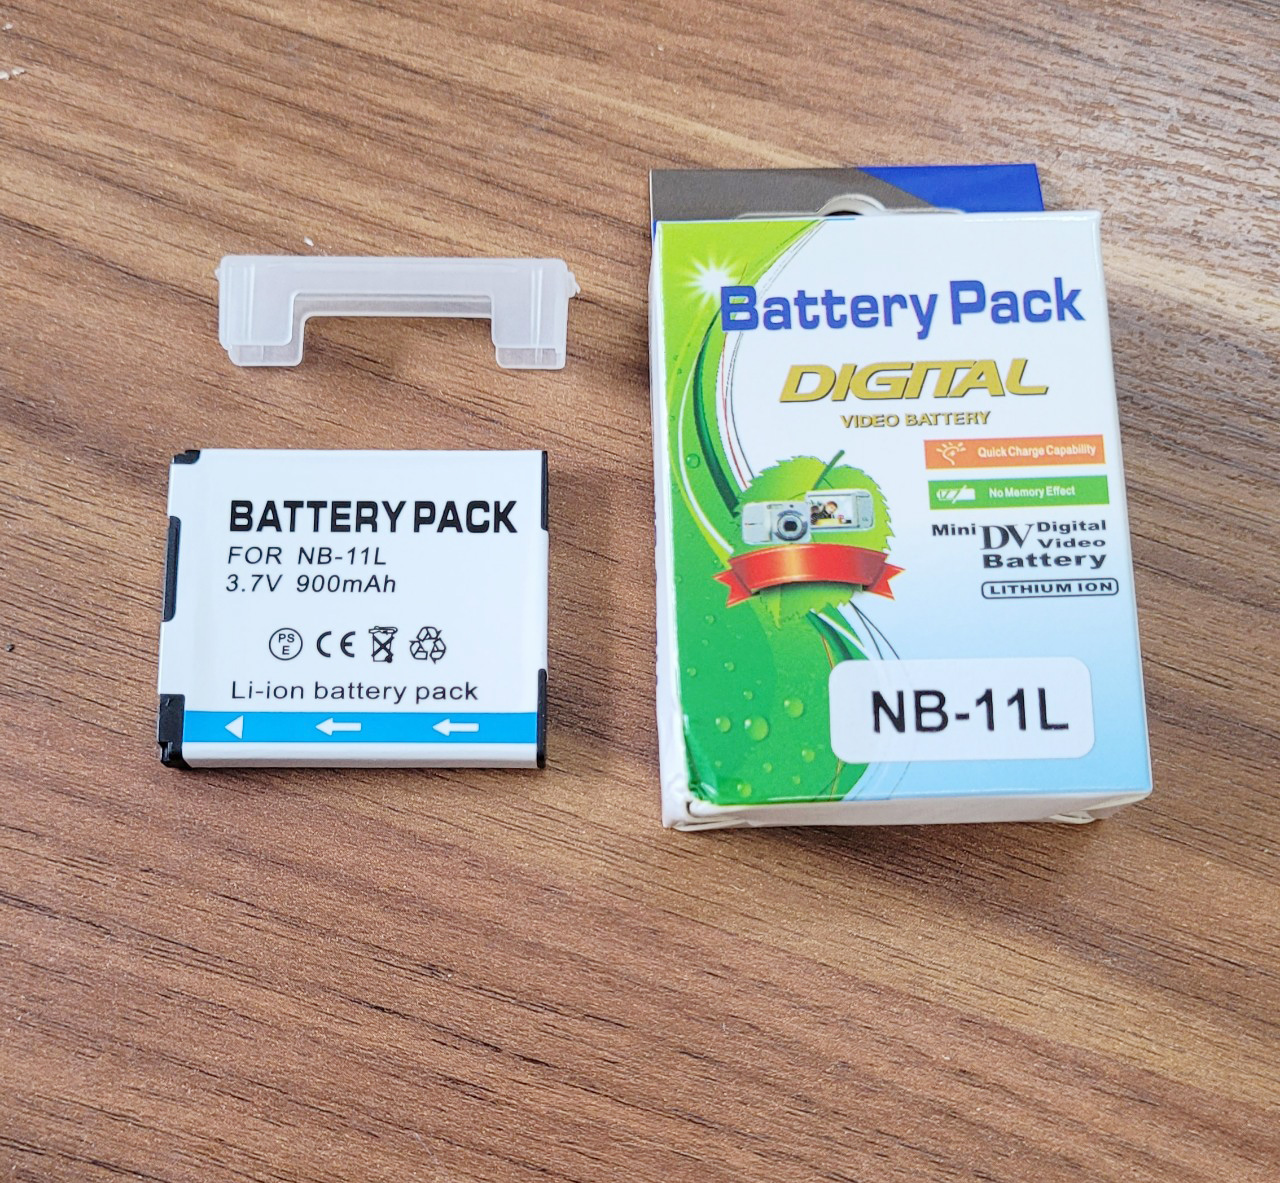 BATTERY PACK
FOR NB-11L
3.7V 900mAh
PS
E
CE
Li-ion battery pack
Battery Pack
DIGITAL
VIDEO BATTERY
Quick Charge Capability
No Memory Effect
Mini DV Digital
Video
Battery
LITHIUM ION
NB-11L